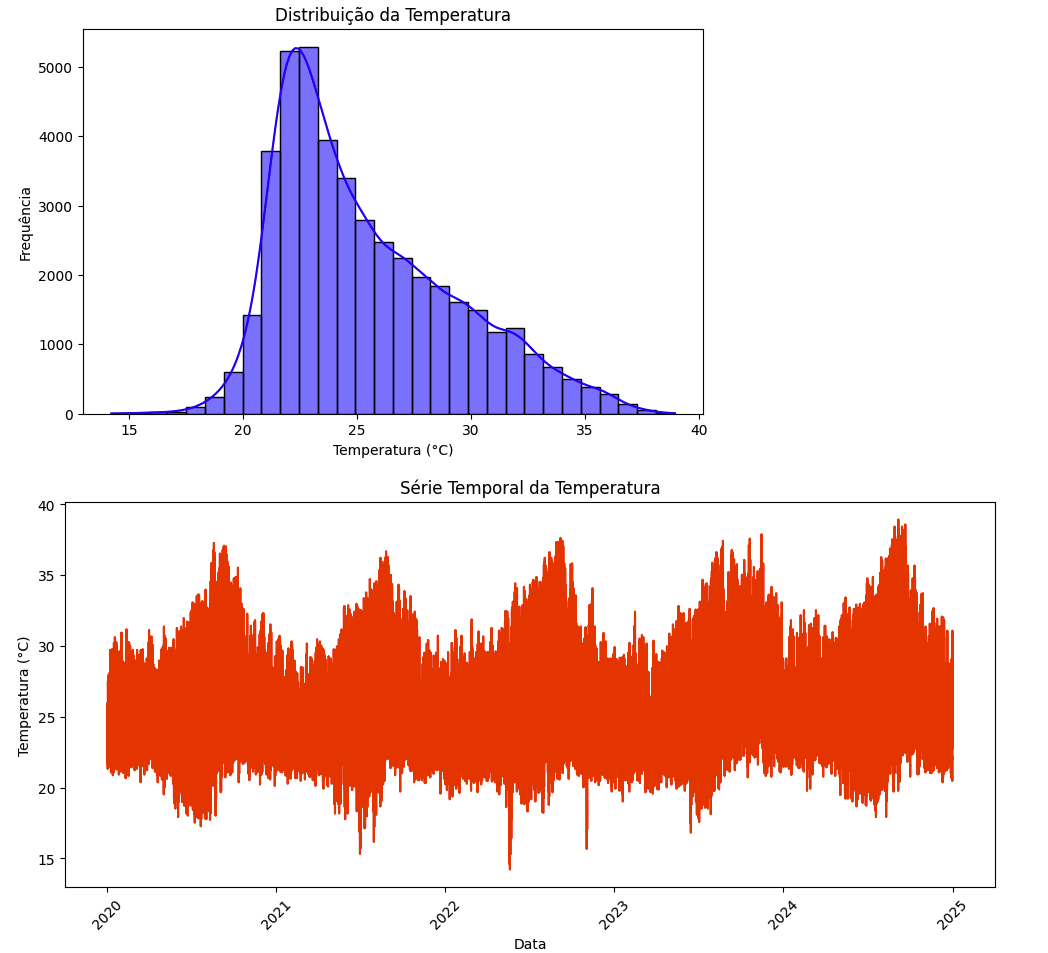 Distribuição da Temperatura
5000
4000
3000
2000
1000
0
Frequência
15 20 25 30 35 40
Temperatura (°C)
Série Temporal da Temperatura
40
35
30
25
20
15
Temperatura (°C)
2020 2021 2022 2023 2024 2025
Data